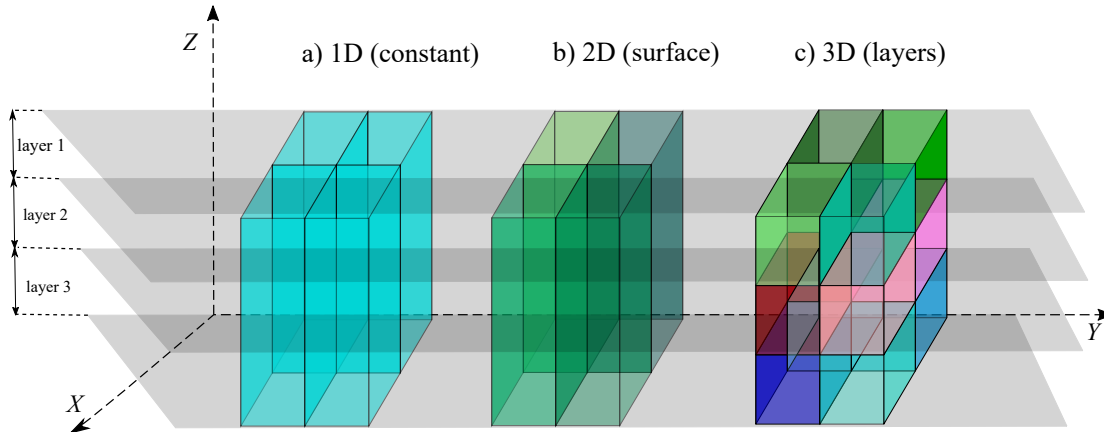 Z
a) 1D (constant)
b) 2D (surface)
c) 3D (layers)
layer 1
layer 2
layer 3
Y
X